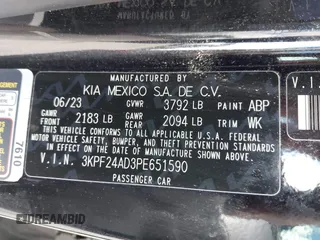 MANUFACTURED BY
KIA MEXICO S.A. DE C.V.
06/23 GVWR 3792 LB PAINT ABP
GAWR FRONT 2183 LB GAWR REAR 2094 LB TRIM WK
THIS VEHICLE CONFORMS TO ALL APPLICABLE FEDERAL
MOTOR VEHICLE SAFETY, BUMPER, AND THEFT PREVENTION
STANDARDS IN EFFECT ON THE DATE OF
MANUFACTURE SHOWN ABOVE.
V.I.N. 3KPF24AD3PE651590
PASSENGER CAR
7610
V.I.
DREAMBID